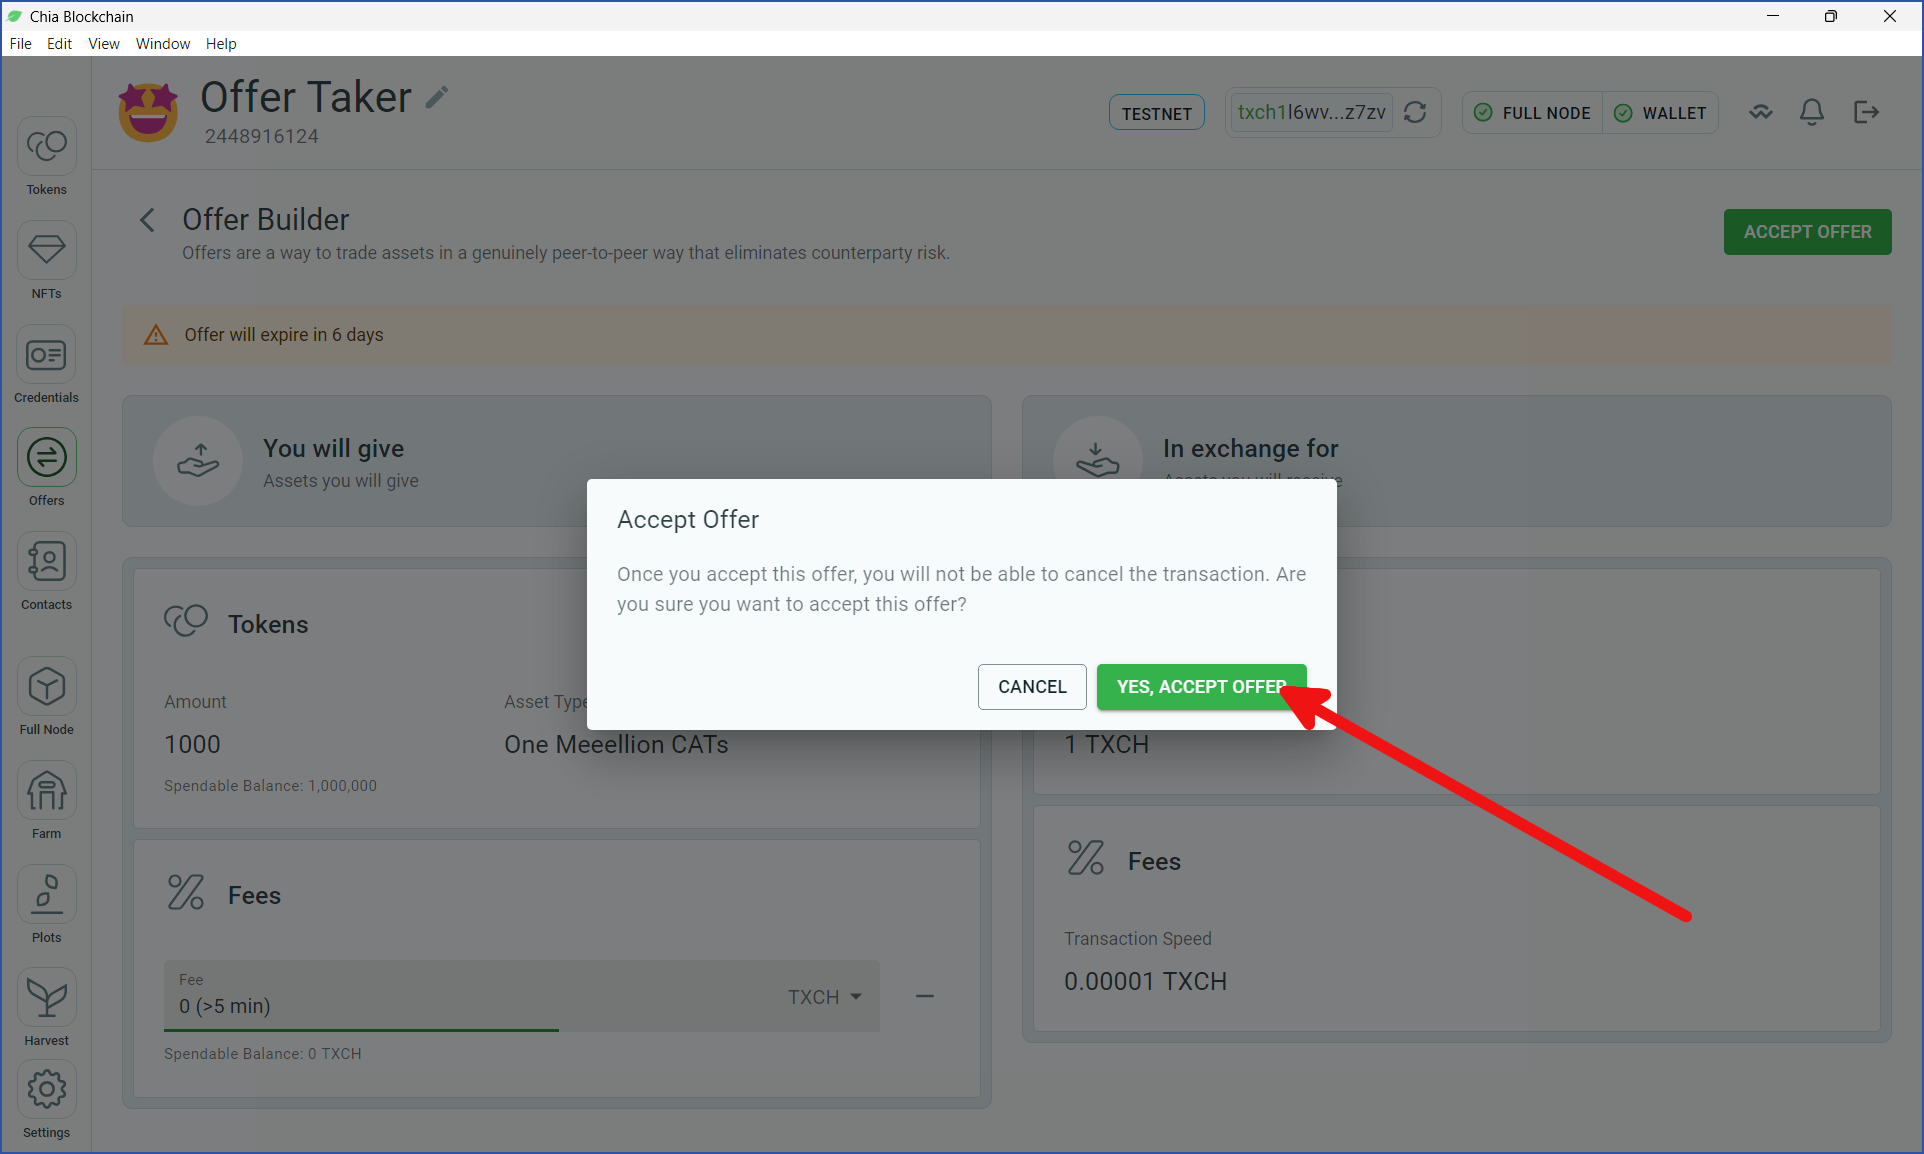 Chia Blockchain
File Edit View Window Help
Offer Taker
2448916124
TESTNET
txch1l6wv...z7zv
FULL NODE
WALLET
Tokens
NFTs
Credentials
Offers
Contacts
Full Node
Farm
Plots
Harvest
Settings
Offer Builder
Offers are a way to trade assets in a genuinely peer-to-peer way that eliminates counterparty risk.
ACCEPT OFFER
Offer will expire in 6 days
You will give
Assets you will give
In exchange for
Assets you will receive
Accept Offer
Once you accept this offer, you will not be able to cancel the transaction. Are
you sure you want to accept this offer?
CANCEL
YES, ACCEPT OFFER
Tokens
Amount
Asset Type
1000
One Meeellion CATs
Spendable Balance: 1,000,000
Fees
Fee
0 (>5 min)
TXCH
Spendable Balance: 0 TXCH
1 TXCH
Fees
Transaction Speed
0.00001 TXCH